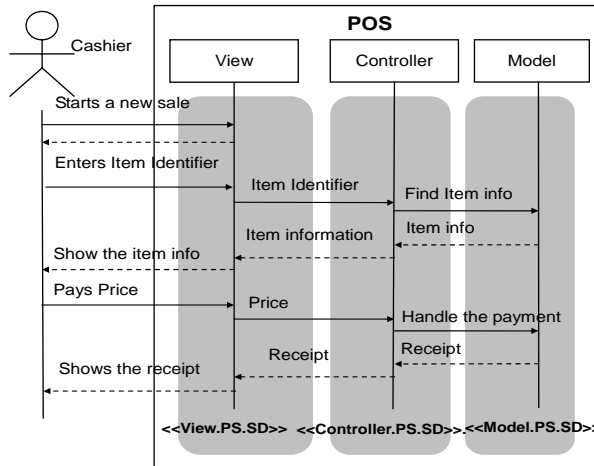 POS
Cashier
View
Controller
Model
Starts a new sale
Enters Item Identifier
Item Identifier
Find Item info
Item information
Item info
Show the item info
Pays Price
Price
Handle the payment
Shows the receipt
Receipt
Receipt
<<View.PS.SD>>
<<Controller.PS.SD>>.
<<Model.PS.SD>>